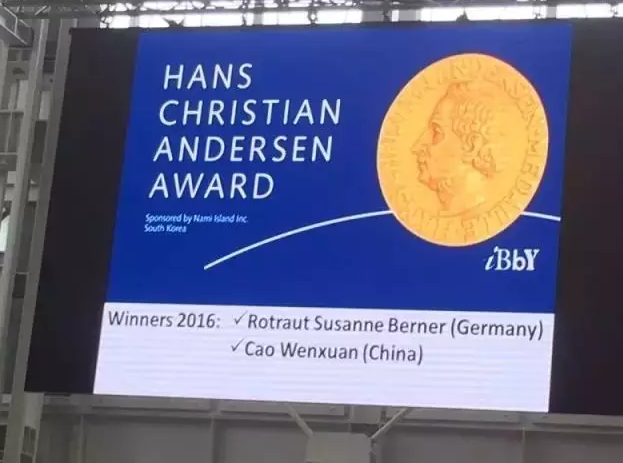 HANS
CHRISTIAN
ANDERSEN
AWARD
Sponsored by Nami Island Inc.
South Korea
iBbY
Winners 2016: ✓Rotraut Susanne Berner (Germany)
✓Cao Wenxuan (China)